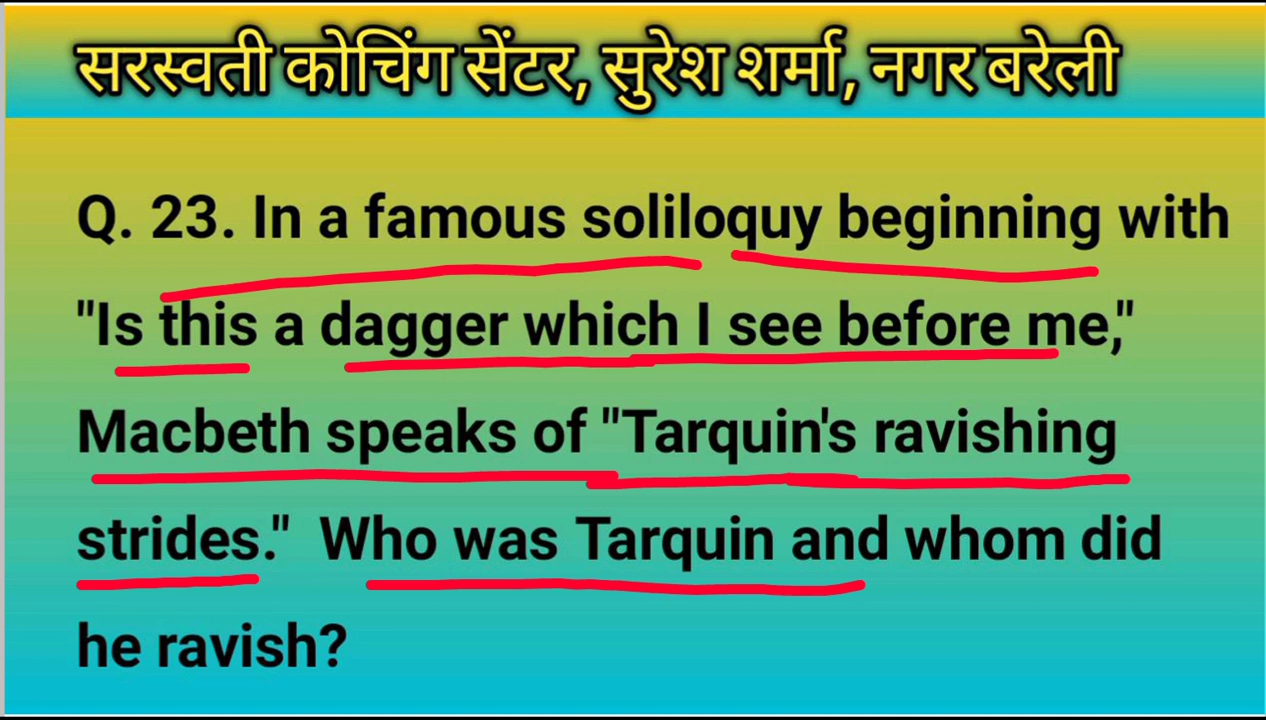 सरस्वती कोचिंग सेंटर, सुरेश शर्मा, नगर बरेली
Q. 23. In a famous soliloquy beginning with
"Is this a dagger which I see before me,"
Macbeth speaks of "Tarquin's ravishing
strides." Who was Tarquin and whom did
he ravish?